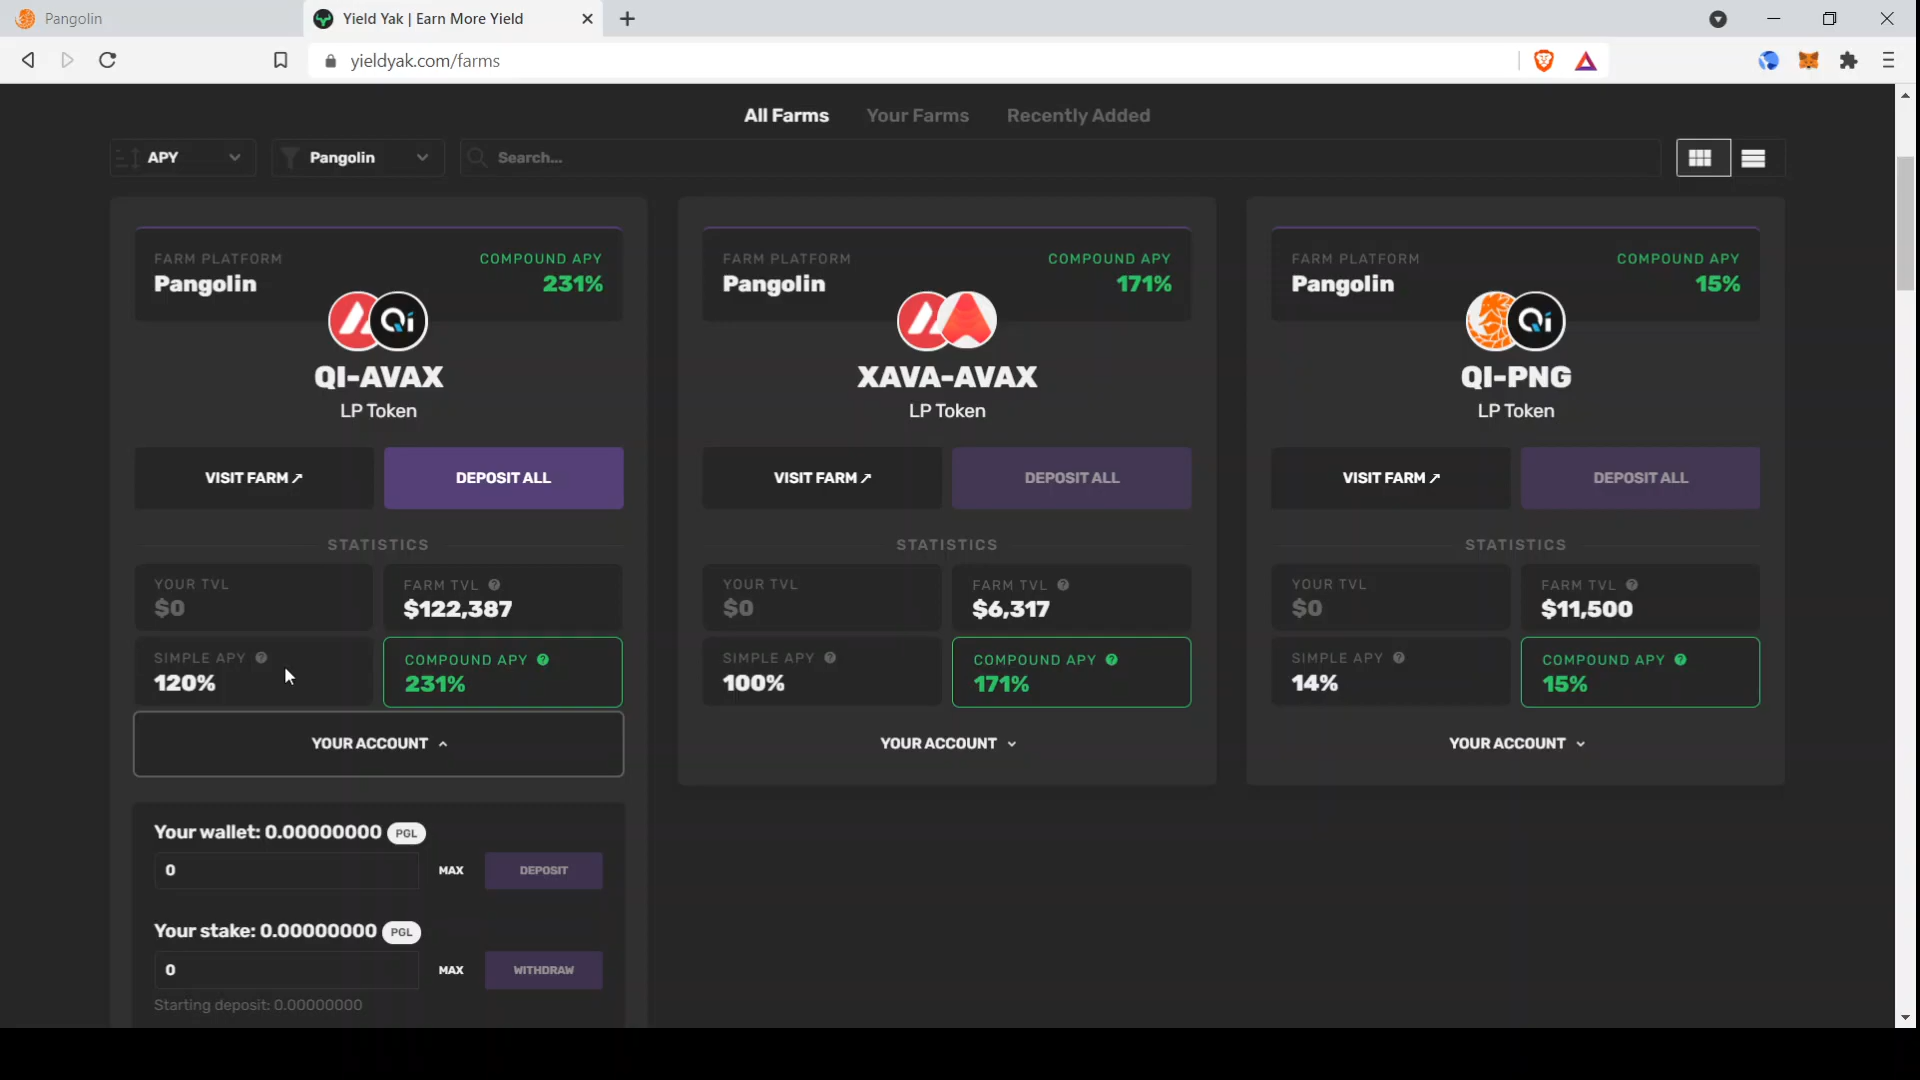 Pangolin
Yield Yak | Earn More Yield
yieldyak.com/farms
All Farms Your Farms Recently Added
APY Pangolin Search...
FARM PLATFORM COMPOUND APY
Pangolin 231%
Qi
QI-AVAX
LP Token
VISIT FARM↗ DEPOSIT ALL
STATISTICS
YOUR TVL FARM TVL ?
$0 $122,387
SIMPLE APY ? COMPOUND APY ?
120% 231%
YOUR ACCOUNT
Your wallet: 0.00000000 PGL
0 MAX DEPOSIT
Your stake: 0.00000000 PGL
0 MAX WITHDRAW
Starting deposit: 0.00000000
FARM PLATFORM COMPOUND APY
Pangolin 171%
XAVA-AVAX
LP Token
VISIT FARM↗ DEPOSIT ALL
STATISTICS
YOUR TVL FARM TVL ?
$0 $6,317
SIMPLE APY ? COMPOUND APY ?
100% 171%
YOUR ACCOUNT
FARM PLATFORM COMPOUND APY
Pangolin 15%
Qi
QI-PNG
LP Token
VISIT FARM↗ DEPOSIT ALL
STATISTICS
YOUR TVL FARM TVL ?
$0 $11,500
SIMPLE APY ? COMPOUND APY ?
14% 15%
YOUR ACCOUNT